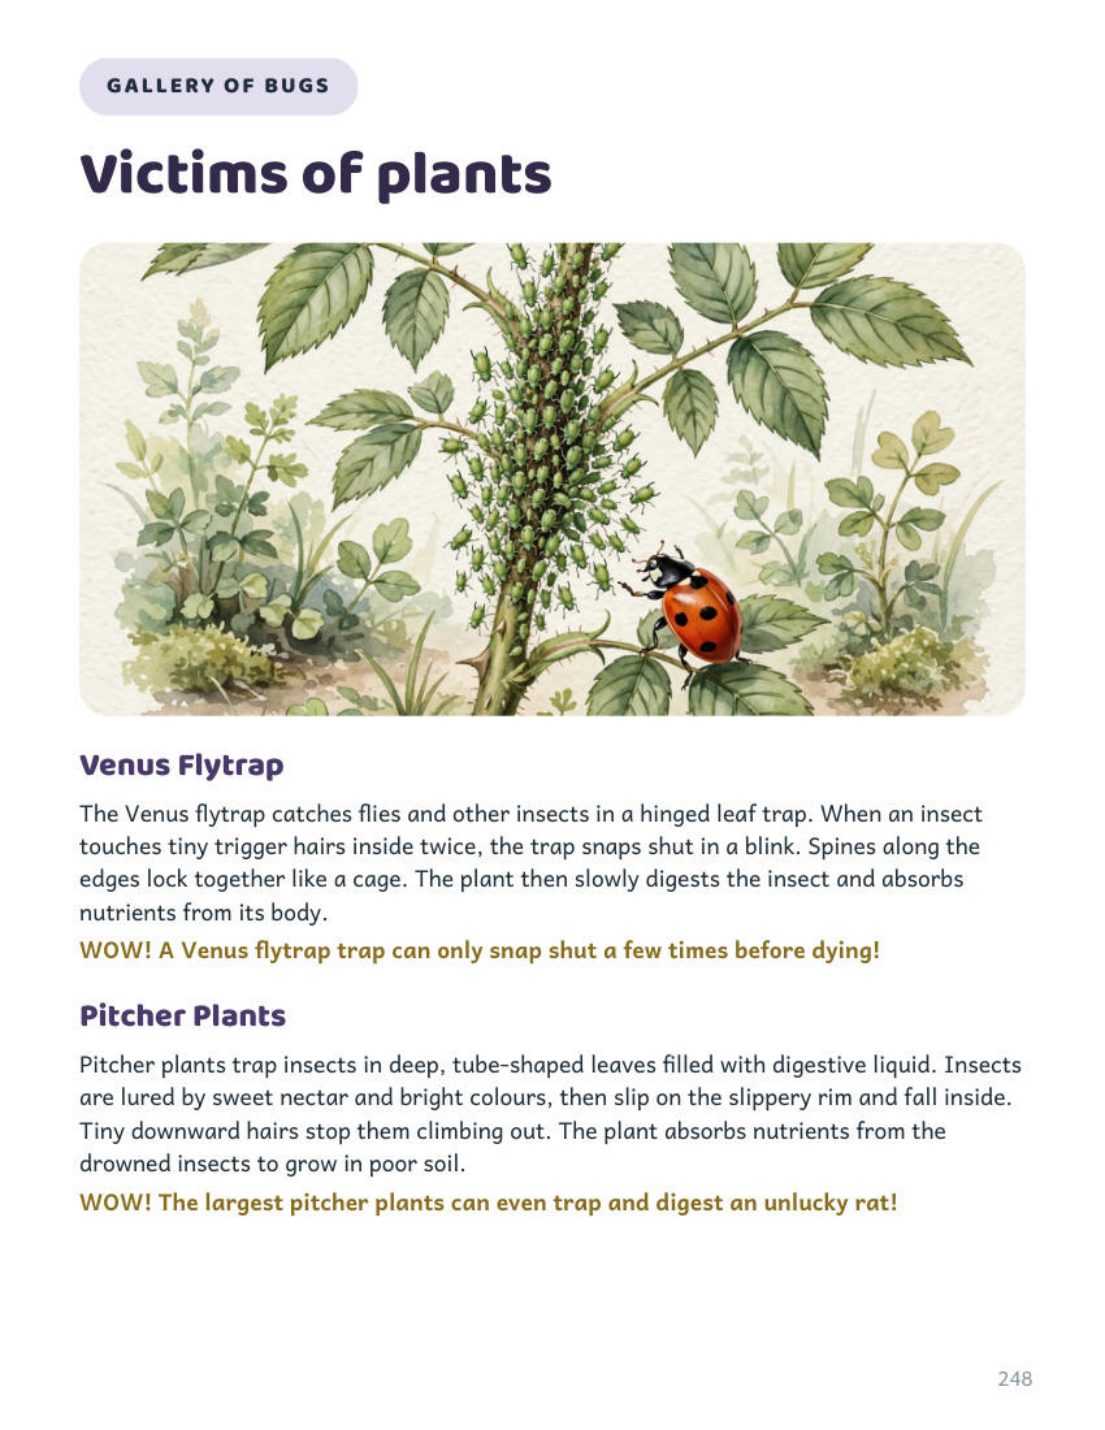 GALLERY OF BUGS
Victims of plants
Venus Flytrap
The Venus flytrap catches flies and other insects in a hinged leaf trap. When an insect
touches tiny trigger hairs inside twice, the trap snaps shut in a blink. Spines along the
edges lock together like a cage. The plant then slowly digests the insect and absorbs
nutrients from its body.
WOW! A Venus flytrap trap can only snap shut a few times before dying!
Pitcher Plants
Pitcher plants trap insects in deep, tube-shaped leaves filled with digestive liquid. Insects
are lured by sweet nectar and bright colours, then slip on the slippery rim and fall inside.
Tiny downward hairs stop them climbing out. The plant absorbs nutrients from the
drowned insects to grow in poor soil.
WOW! The largest pitcher plants can even trap and digest an unlucky rat!
248